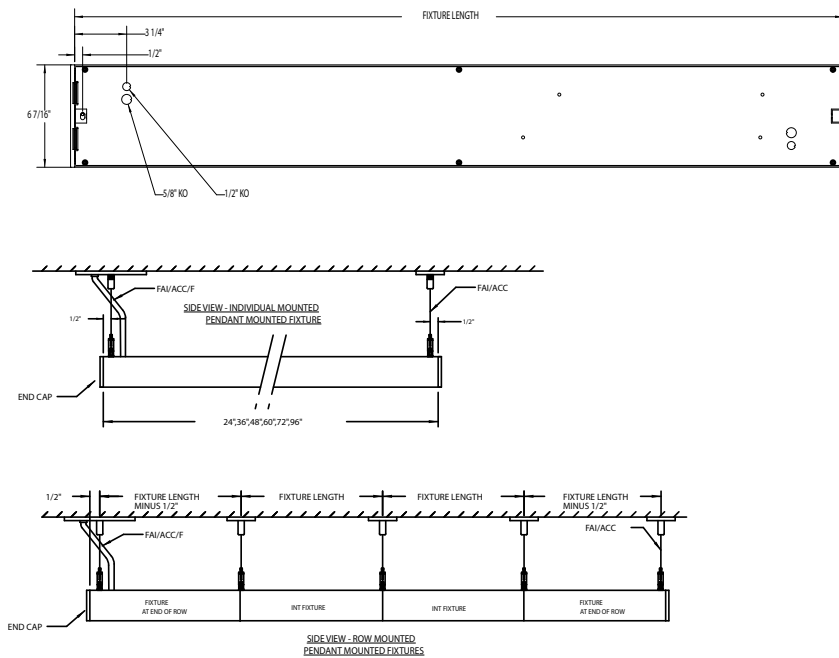 FIXTURE LENGTH
3 1/4"
1/2"
6 7/16"
5/8" KO
1/2" KO
FAI/ACC/F
FAI/ACC
SIDE VIEW - INDIVIDUAL MOUNTED
PENDANT MOUNTED FIXTURE
1/2"
1/2"
END CAP
24",36",48",60",72",96"
1/2"
FIXTURE LENGTH
MINUS 1/2"
FIXTURE LENGTH
FIXTURE LENGTH
FIXTURE LENGTH
MINUS 1/2"
FAI/ACC/F
FAI/ACC
FIXTURE
AT END OF ROW
INT FIXTURE
INT FIXTURE
FIXTURE
AT END OF ROW
END CAP
SIDE VIEW - ROW MOUNTED
PENDANT MOUNTED FIXTURES